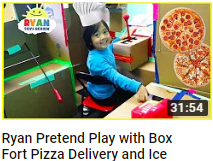 RYAN
TOYS REVIEW
31:54
Ryan Pretend Play with Box
Fort Pizza Delivery and Ice